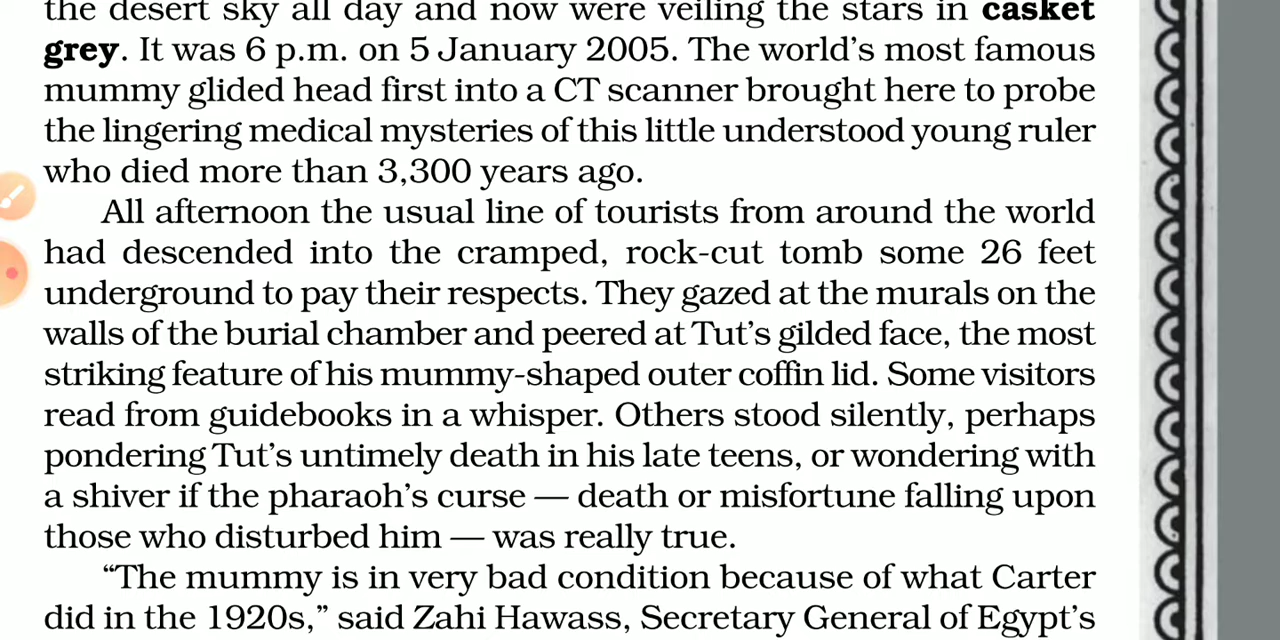 the desert sky all day and now were veiling the stars in casket
grey. It was 6 p.m. on 5 January 2005. The world's most famous
mummy glided head first into a CT scanner brought here to probe
the lingering medical mysteries of this little understood young ruler
who died more than 3,300 years ago.
All afternoon the usual line of tourists from around the world
had descended into the cramped, rock-cut tomb some 26 feet
underground to pay their respects. They gazed at the murals on the
walls of the burial chamber and peered at Tut's gilded face, the most
striking feature of his mummy-shaped outer coffin lid. Some visitors
read from guidebooks in a whisper. Others stood silently, perhaps
pondering Tut's untimely death in his late teens, or wondering with
a shiver if the pharaoh's curse — death or misfortune falling upon
those who disturbed him — was really true.
“The mummy is in very bad condition because of what Carter
did in the 1920s,” said Zahi Hawass, Secretary General of Egypt's